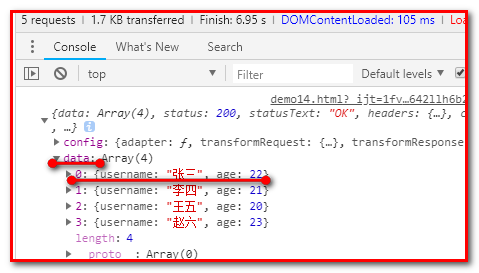 5 requests | 1.7 KB transferred | Finish: 6.95 s | DOMContentLoaded: 105 ms |
Console What's New Search
top Filter Default levels
demo14.html?_ijt=1fv…642llh6b2
{data: Array(4), status: 200, statusText: "OK", headers: {…},
, …}
config: {adapter: ƒ, transformRequest: {…}, transformResponse
data: Array(4)
0: {username: "张三", age: 22}
1: {username: "李四", age: 21}
2: {username: "王五", age: 20}
3: {username: "赵六", age: 23}
length: 4
proto : Array(0)